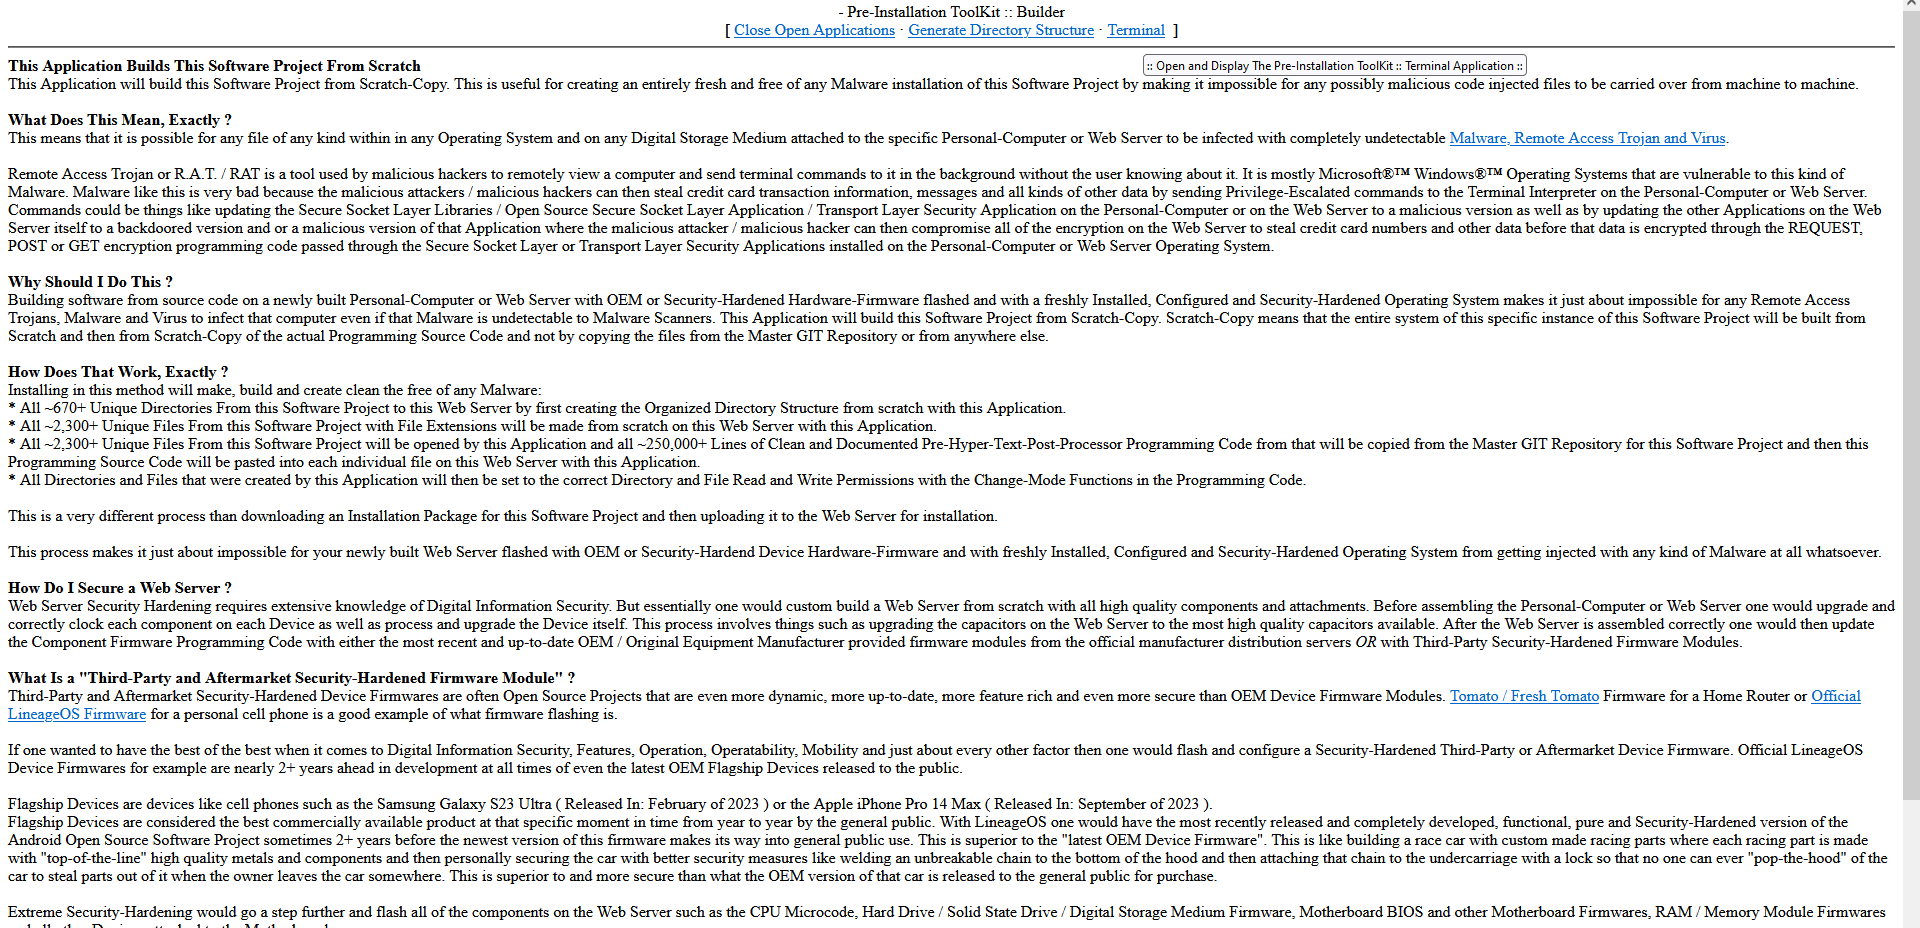 - Pre-Installation ToolKit :: Builder
[ Close Open Applications · Generate Directory Structure · Terminal ]
This Application Builds This Software Project From Scratch
:: Open and Display The Pre-Installation ToolKit :: Terminal Application ::
This Application will build this Software Project from Scratch-Copy. This is useful for creating an entirely fresh and free of any Malware installation of this Software Project by making it impossible for any possibly malicious code injected files to be carried over from machine to machine.
What Does This Mean, Exactly ?
This means that it is possible for any file of any kind within in any Operating System and on any Digital Storage Medium attached to the specific Personal-Computer or Web Server to be infected with completely undetectable Malware, Remote Access Trojan and Virus.
Remote Access Trojan or R.A.T. / RAT is a tool used by malicious hackers to remotely view a computer and send terminal commands to it in the background without the user knowing about it. It is mostly Microsoft®™ Windows®™ Operating Systems that are vulnerable to this kind of
Malware. Malware like this is very bad because the malicious attackers / malicious hackers can then steal credit card transaction information, messages and all kinds of other data by sending Privilege-Escalated commands to the Terminal Interpreter on the Personal-Computer or Web Server.
Commands could be things like updating the Secure Socket Layer Libraries / Open Source Secure Socket Layer Application / Transport Layer Security Application on the Personal-Computer or on the Web Server to a malicious version as well as by updating the other Applications on the Web
Server itself to a backdoored version and or a malicious version of that Application where the malicious attacker / malicious hacker can then compromise all of the encryption on the Web Server to steal credit card numbers and other data before that data is encrypted through the REQUEST,
POST or GET encryption programming code passed through the Secure Socket Layer or Transport Layer Security Applications installed on the Personal-Computer or Web Server Operating System.
Why Should I Do This ?
Building software from source code on a newly built Personal-Computer or Web Server with OEM or Security-Hardened Hardware-Firmware flashed and with a freshly Installed, Configured and Security-Hardened Operating System makes it just about impossible for any Remote Access
Trojans, Malware and Virus to infect that computer even if that Malware is undetectable to Malware Scanners. This Application will build this Software Project from Scratch-Copy. Scratch-Copy means that the entire system of this specific instance of this Software Project will be built from
Scratch and then from Scratch-Copy of the actual Programming Source Code and not by copying the files from the Master GIT Repository or from anywhere else.
How Does That Work, Exactly ?
Installing in this method will make, build and create clean the free of any Malware:
* All ~670+ Unique Directories From this Software Project to this Web Server by first creating the Organized Directory Structure from scratch with this Application.
* All ~2,300+ Unique Files From this Software Project with File Extensions will be made from scratch on this Web Server with this Application.
* All ~2,300+ Unique Files From this Software Project will be opened by this Application and all ~250,000+ Lines of Clean and Documented Pre-Hyper-Text-Post-Processor Programming Code from that will be copied from the Master GIT Repository for this Software Project and then this
Programming Source Code will be pasted into each individual file on this Web Server with this Application.
* All Directories and Files that were created by this Application will then be set to the correct Directory and File Read and Write Permissions with the Change-Mode Functions in the Programming Code.
This is a very different process than downloading an Installation Package for this Software Project and then uploading it to the Web Server for installation.
This process makes it just about impossible for your newly built Web Server flashed with OEM or Security-Hardend Device Hardware-Firmware and with freshly Installed, Configured and Security-Hardened Operating System from getting injected with any kind of Malware at all whatsoever.
How Do I Secure a Web Server ?
Web Server Security Hardening requires extensive knowledge of Digital Information Security. But essentially one would custom build a Web Server from scratch with all high quality components and attachments. Before assembling the Personal-Computer or Web Server one would upgrade and
correctly clock each component on each Device as well as process and upgrade the Device itself. This process involves things such as upgrading the capacitors on the Web Server to the most high quality capacitors available. After the Web Server is assembled correctly one would then update
the Component Firmware Programming Code with either the most recent and up-to-date OEM / Original Equipment Manufacturer provided firmware modules from the official manufacturer distribution servers OR with Third-Party Security-Hardened Firmware Modules.
What Is a "Third-Party and Aftermarket Security-Hardened Firmware Module" ?
Third-Party and Aftermarket Security-Hardened Device Firmwares are often Open Source Projects that are even more dynamic, more up-to-date, more feature rich and even more secure than OEM Device Firmware Modules. Tomato / Fresh Tomato Firmware for a Home Router or Official
LineageOS Firmware for a personal cell phone is a good example of what firmware flashing is.
If one wanted to have the best of the best when it comes to Digital Information Security, Features, Operation, Operatability, Mobility and just about every other factor then one would flash and configure a Security-Hardened Third-Party or Aftermarket Device Firmware. Official LineageOS
Device Firmwares for example are nearly 2+ years ahead in development at all times of even the latest OEM Flagship Devices released to the public.
Flagship Devices are devices like cell phones such as the Samsung Galaxy S23 Ultra ( Released In: February of 2023 ) or the Apple iPhone Pro 14 Max ( Released In: September of 2023 ).
Flagship Devices are considered the best commercially available product at that specific moment in time from year to year by the general public. With LineageOS one would have the most recently released and completely developed, functional, pure and Security-Hardened version of the
Android Open Source Software Project sometimes 2+ years before the newest version of this firmware makes its way into general public use. This is superior to the "latest OEM Device Firmware". This is like building a race car with custom made racing parts where each racing part is made
with "top-of-the-line" high quality metals and components and then personally securing the car with better security measures like welding an unbreakable chain to the bottom of the hood and then attaching that chain to the undercarriage with a lock so that no one can ever "pop-the-hood" of the
car to steal parts out of it when the owner leaves the car somewhere. This is superior to and more secure than what the OEM version of that car is released to the general public for purchase.
Extreme Security-Hardening would go a step further and flash all of the components on the Web Server such as the CPU Microcode, Hard Drive / Solid State Drive / Digital Storage Medium Firmware, Motherboard BIOS and other Motherboard Firmwares, RAM / Memory Module Firmwares